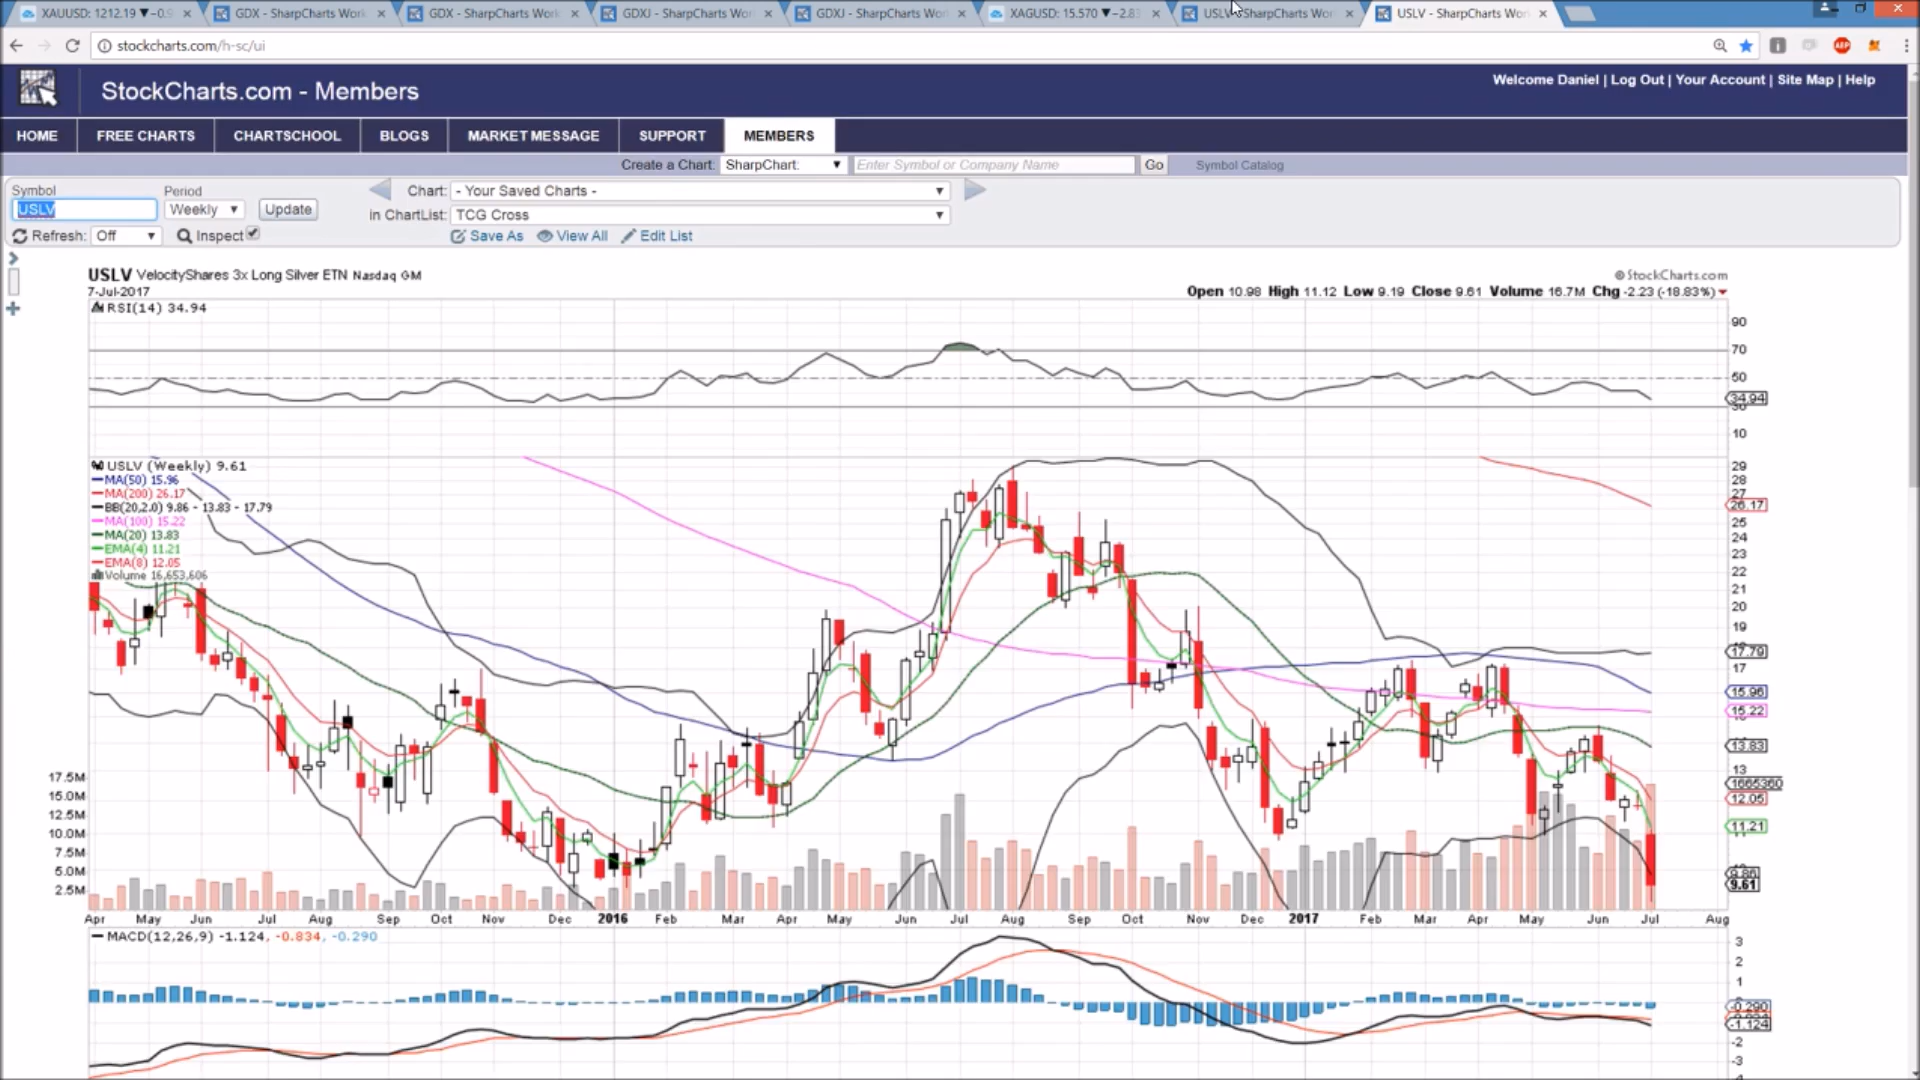 XAUUSD: 1212.19 ▼−0.9
GDX - SharpCharts Work
GDX - SharpCharts Work
GDXJ - SharpCharts Wor
GDXJ - SharpCharts Wor
XAGUSD: 15.570 ▼−2.83
USLV - SharpCharts Wor
USLV - SharpCharts Wor
stockcharts.com/h-sc/ui
ABP
StockCharts.com - Members
Welcome Daniel | Log Out | Your Account | Site Map | Help
HOME FREE CHARTS CHARTSCHOOL BLOGS MARKET MESSAGE SUPPORT MEMBERS
Create a Chart: SharpChart: Enter Symbol or Company Name Go Symbol Catalog
Symbol Period Chart: - Your Saved Charts -
USLV Weekly Update in ChartList: TCG Cross
Refresh: Off Inspect Save As View All Edit List
USLV VelocityShares 3x Long Silver ETN Nasdaq GM © StockCharts.com
7-Jul-2017 Open 10.98 High 11.12 Low 9.19 Close 9.61 Volume 16.7M Chg -2.23 (-18.83%)
RSI(14) 34.94
90
70
50
34.94
30
10
USLV (Weekly) 9.61
MA(50) 15.96
MA(200) 26.17
BB(20,2.0) 9.86 - 13.83 - 17.79
MA(100) 15.22
MA(20) 13.83
EMA(4) 11.21
EMA(8) 12.05
Volume 16,653,606
29
28
27
26.17
25
24
23
22
21
20
19
17.79
17
15.96
15.22
13.83
13
1665360
12.05
11.21
9.86
9.61
17.5M
15.0M
12.5M
10.0M
7.5M
5.0M
2.5M
Apr May Jun Jul Aug Sep Oct Nov Dec 2016 Feb Mar Apr May Jun Jul Aug Sep Oct Nov Dec 2017 Feb Mar Apr May Jun Jul Aug
MACD(12,26,9) -1.124, -0.834, -0.290
3
2
1
-0.290
-1.124
-2
-3